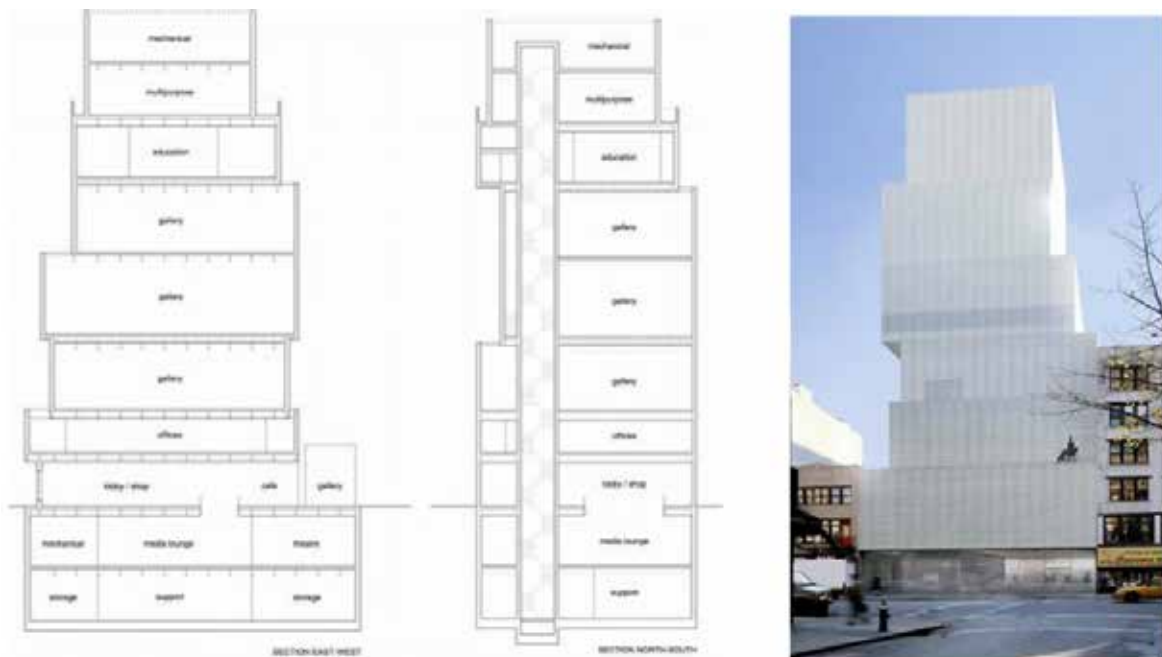 mechanical
multipurpose
education
gallery
gallery
gallery
offices
lobby / shop
cafe
gallery
mechanical
media lounge
theatre
storage
support
storage
SECTION EAST-WEST
mechanical
multipurpose
education
gallery
gallery
gallery
offices
lobby / shop
media lounge
support
SECTION NORTH-SOUTH